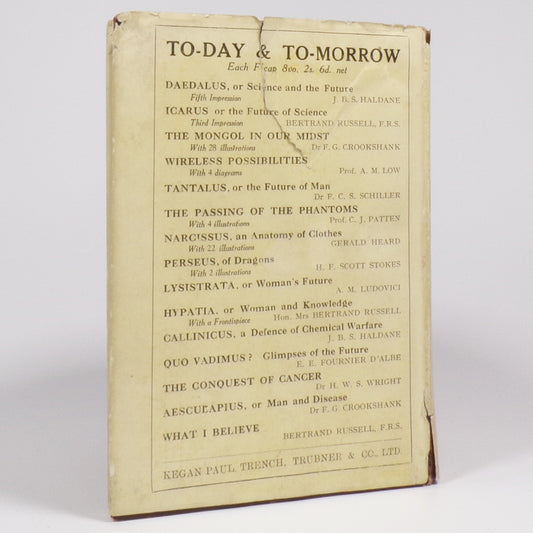 TO-DAY & TO-MORROW
Each F'cap 8vo, 2s. 6d. net
DAEDALUS, or Science and the Future
Fifth Impression J. B. S. HALDANE
ICARUS or the Future of Science
Third Impression BERTRAND RUSSELL, F.R.S.
THE MONGOL IN OUR MIDST
With 28 illustrations Dr F. G. CROOKSHANK
WIRELESS POSSIBILITIES
With 4 diagrams Prof. A. M. LOW
TANTALUS, or the Future of Man
Dr F. C. S. SCHILLER
THE PASSING OF THE PHANTOMS
With 4 illustrations Prof. C. J. PATTEN
NARCISSUS, an Anatomy of Clothes
With 22 illustrations GERALD HEARD
PERSEUS, of Dragons
With 2 illustrations H. F. SCOTT STOKES
LYSISTRATA, or Woman's Future
A. M. LUDOVICI
HYPATIA, or Woman and Knowledge
With a Frontispiece Hon. Mrs BERTRAND RUSSELL
CALLINICUS, a Defence of Chemical Warfare
J. B. S. HALDANE
QUO VADIMUS? Glimpses of the Future
E. E. FOURNIER D'ALBE
THE CONQUEST OF CANCER
Dr H. W. S. WRIGHT
AESCULAPIUS, or Man and Disease
Dr F. G. CROOKSHANK
WHAT I BELIEVE
BERTRAND RUSSELL, F.R.S.
KEGAN PAUL, TRENCH, TRUBNER & CO., LTD.